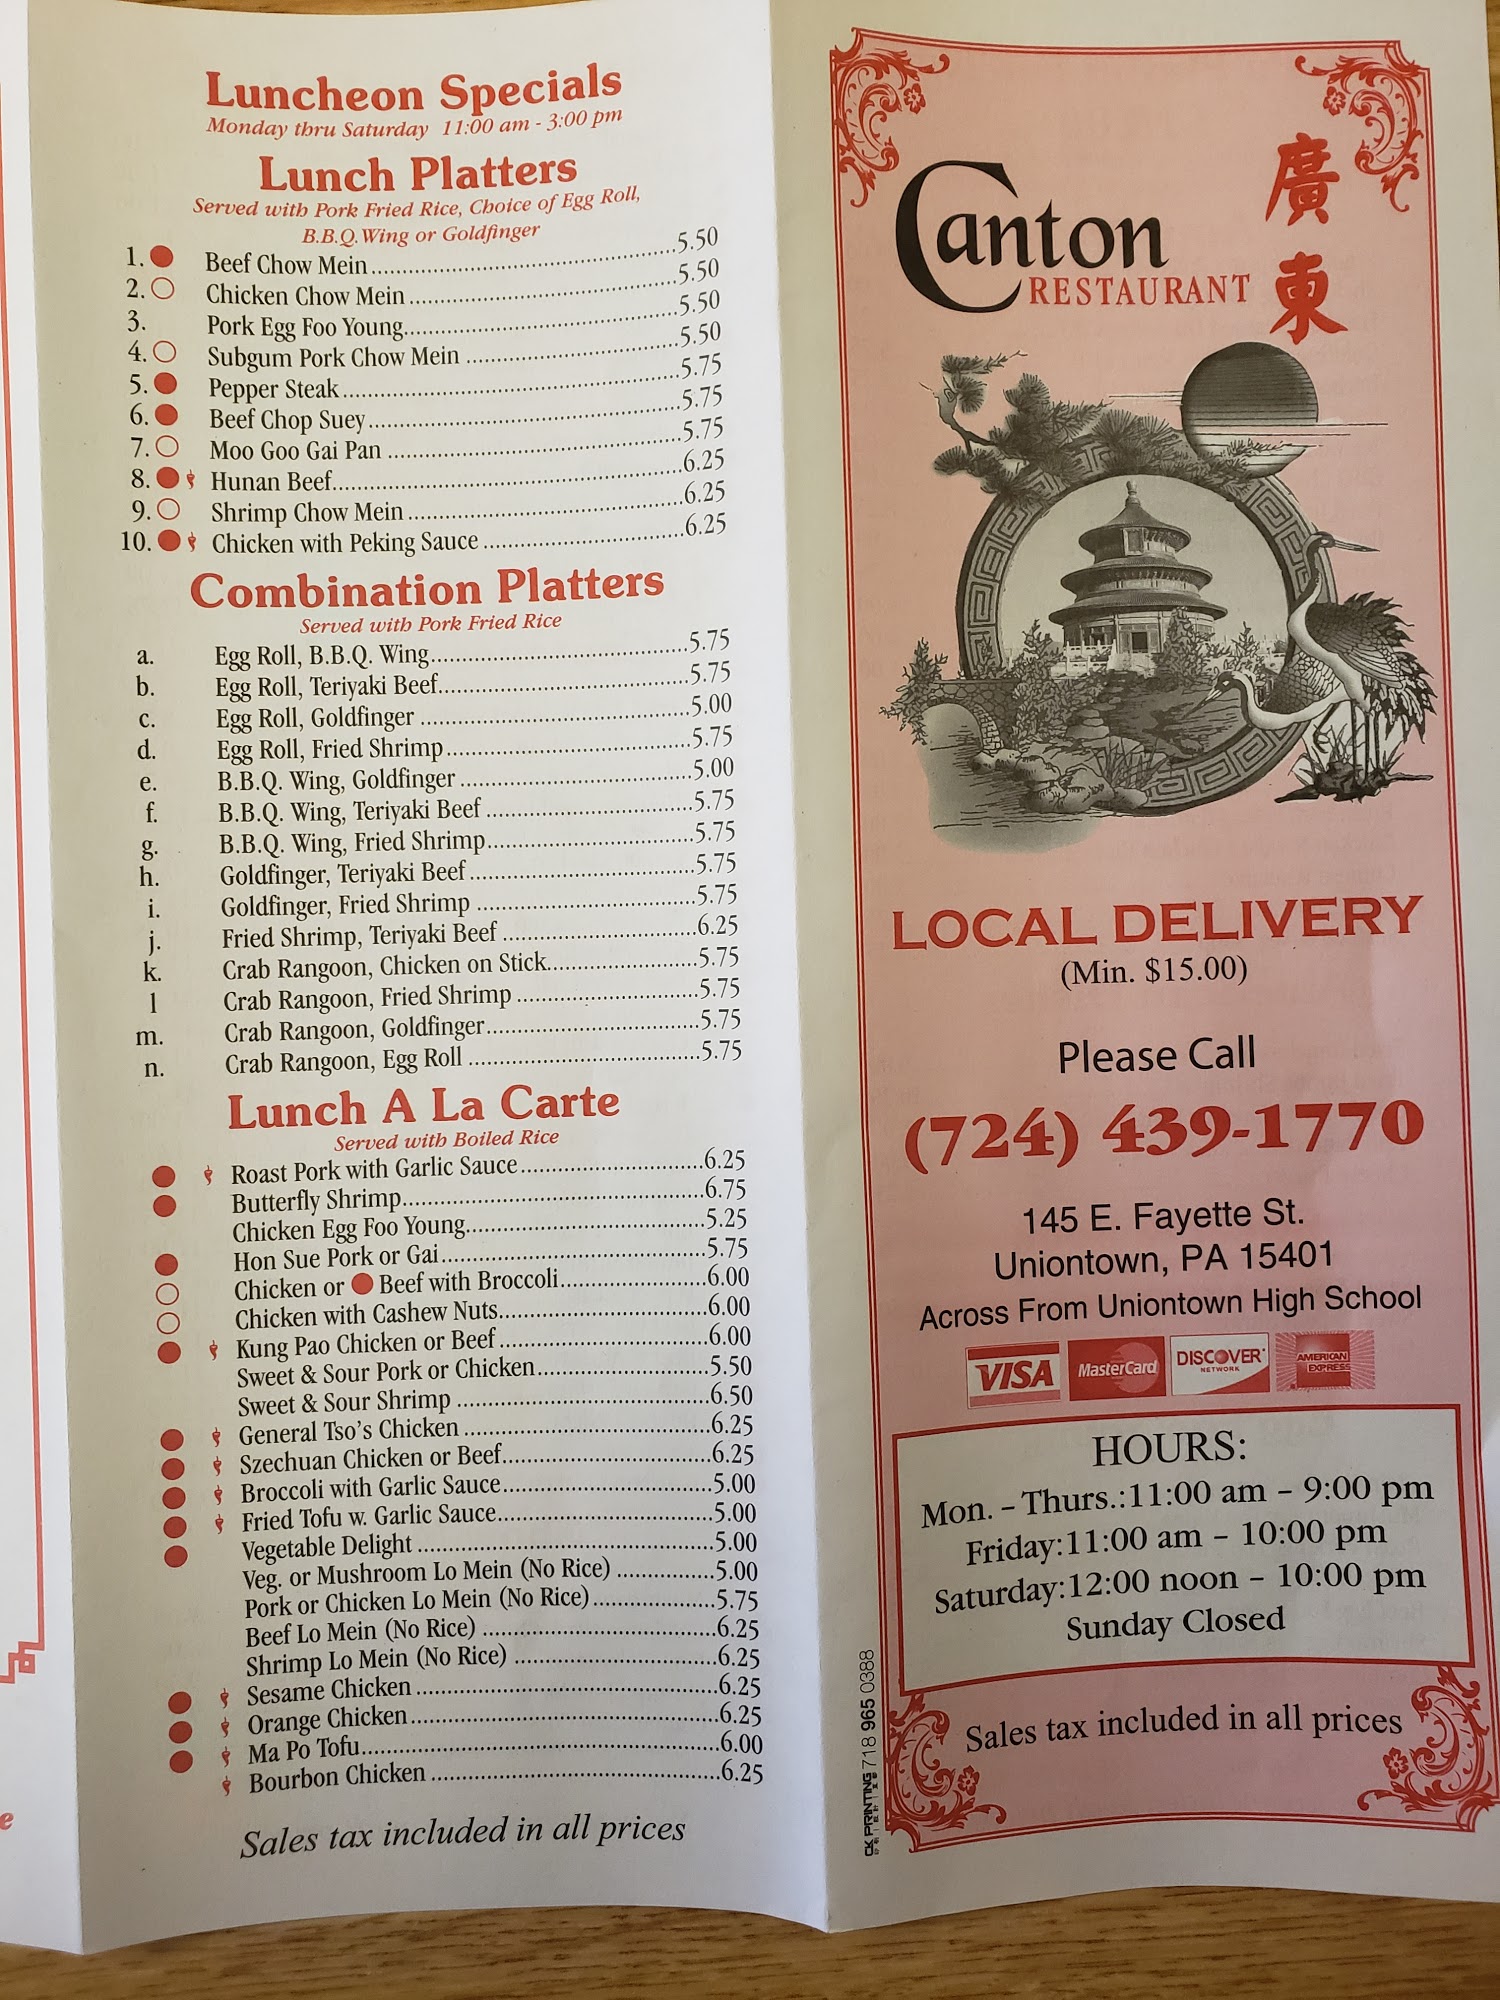 Luncheon Specials
Monday thru Saturday 11:00 am - 3:00 pm
Lunch Platters
Served with Pork Fried Rice, Choice of Egg Roll,
B.B.Q. Wing or Goldfinger
1. Beef Chow Mein 5.50
2. Chicken Chow Mein 5.50
3. Pork Egg Foo Young 5.50
4. Subgum Pork Chow Mein 5.50
5. Pepper Steak 5.75
6. Beef Chop Suey 5.75
7. Moo Goo Gai Pan 5.75
8. Hunan Beef 6.25
9. Shrimp Chow Mein 6.25
10. Chicken with Peking Sauce 6.25
Combination Platters
Served with Pork Fried Rice
a. Egg Roll, B.B.Q. Wing 5.75
b. Egg Roll, Teriyaki Beef 5.75
c. Egg Roll, Goldfinger 5.00
d. Egg Roll, Fried Shrimp 5.75
e. B.B.Q. Wing, Goldfinger 5.00
f. B.B.Q. Wing, Teriyaki Beef 5.75
g. B.B.Q. Wing, Fried Shrimp 5.75
h. Goldfinger, Teriyaki Beef 5.75
i. Goldfinger, Fried Shrimp 5.75
j. Fried Shrimp, Teriyaki Beef 6.25
k. Crab Rangoon, Chicken on Stick 5.75
l Crab Rangoon, Fried Shrimp 5.75
m. Crab Rangoon, Goldfinger 5.75
n. Crab Rangoon, Egg Roll 5.75
Lunch A La Carte
Served with Boiled Rice
Roast Pork with Garlic Sauce 6.25
Butterfly Shrimp 6.75
Chicken Egg Foo Young 5.25
Hon Sue Pork or Gai 5.75
Chicken or Beef with Broccoli 6.00
Chicken with Cashew Nuts 6.00
Kung Pao Chicken or Beef 6.00
Sweet & Sour Pork or Chicken 5.50
Sweet & Sour Shrimp 6.50
General Tso's Chicken 6.25
Szechuan Chicken or Beef 6.25
Broccoli with Garlic Sauce 5.00
Fried Tofu w. Garlic Sauce 5.00
Vegetable Delight 5.00
Veg. or Mushroom Lo Mein (No Rice) 5.00
Pork or Chicken Lo Mein (No Rice) 5.75
Beef Lo Mein (No Rice) 6.25
Shrimp Lo Mein (No Rice) 6.25
Sesame Chicken 6.25
Orange Chicken 6.25
Ma Po Tofu 6.00
Bourbon Chicken 6.25
Sales tax included in all prices
e
Canton
RESTAURANT
廣東
LOCAL DELIVERY
(Min. $15.00)
Please Call
(724) 439-1770
145 E. Fayette St.
Uniontown, PA 15401
Across From Uniontown High School
VISA MasterCard DISCOVER NETWORK AMERICAN EXPRESS
HOURS:
Mon. – Thurs.:11:00 am – 9:00 pm
Friday:11:00 am – 10:00 pm
Saturday:12:00 noon – 10:00 pm
Sunday Closed
Sales tax included in all prices
CK PRINTING 718 965 0388